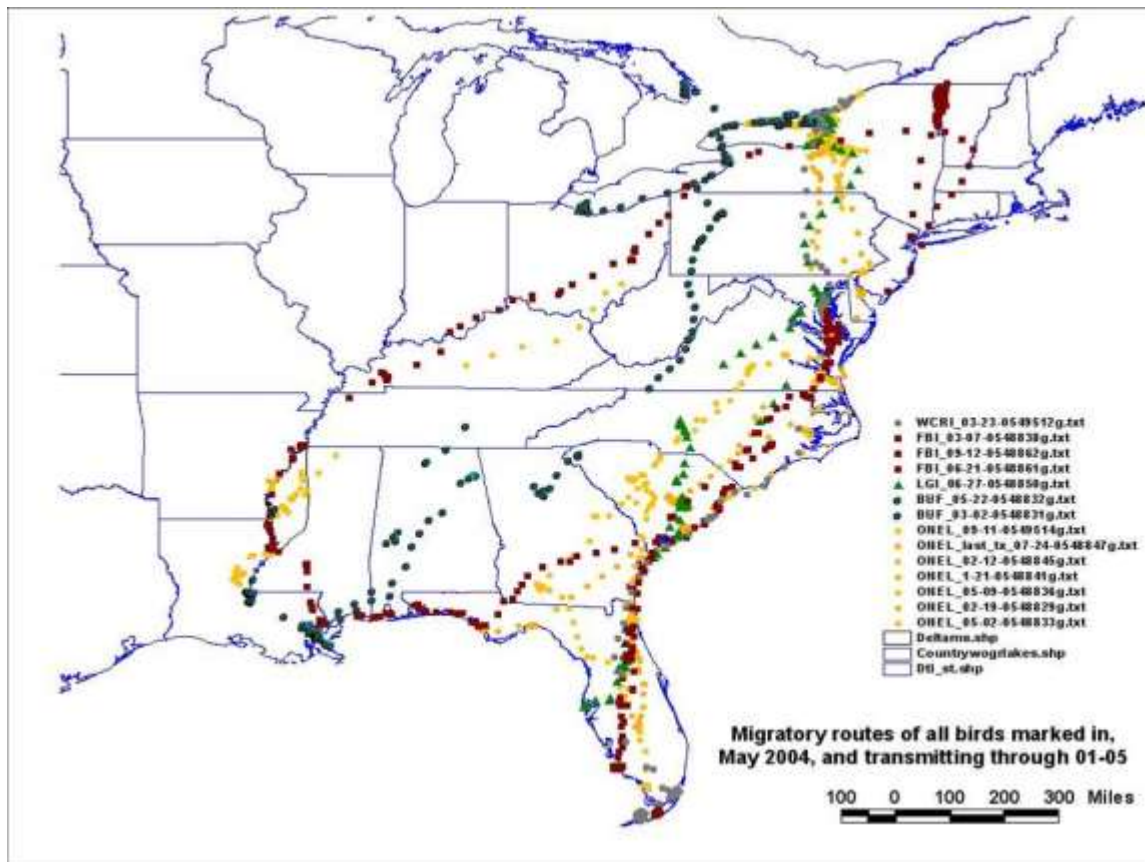 WCRI_03-23-0549512g.txt
FBI_03-07-0548838g.txt
FBI_09-12-0548862g.txt
FBI_06-21-0548861g.txt
LGI_06-27-0548850g.txt
BUF_05-22-0548832g.txt
BUF_03-02-0548831g.txt
ONEL_09-11-0549514g.txt
ONEL_last_tx_07-24-0548847g.txt
ONEL_02-12-0548845g.txt
ONEL_1-21-0548841g.txt
ONEL_05-09-0548836g.txt
ONEL_02-19-0548829g.txt
ONEL_05-02-0548833g.txt
Deltamo.shp
Countrywogrlakes.shp
Dtl_st.shp
Migratory routes of all birds marked in,
May 2004, and transmitting through 01-05
100 0 100 200 300 Miles